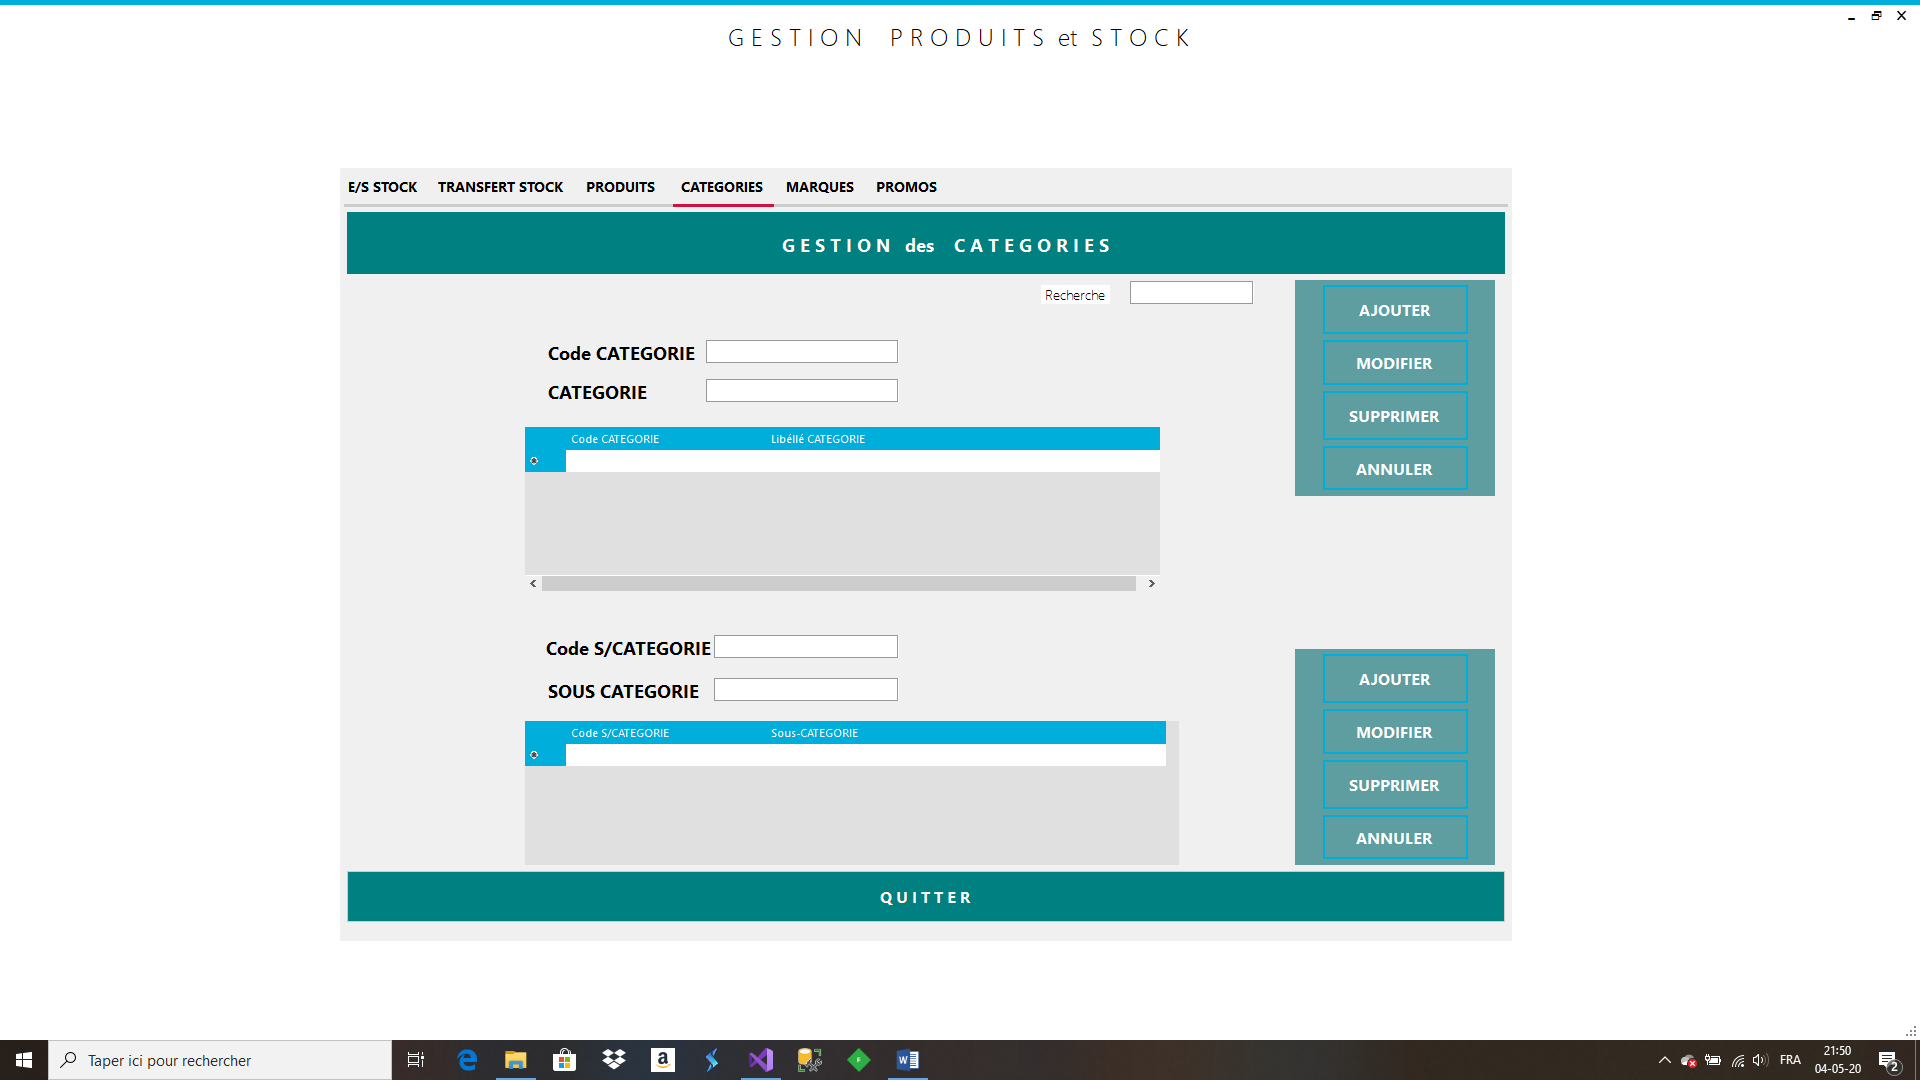 GESTION PRODUITS et STOCK
E/S STOCK TRANSFERT STOCK PRODUITS CATEGORIES MARQUES PROMOS
GESTION des CATEGORIES
Recherche
AJOUTER
MODIFIER
SUPPRIMER
ANNULER
Code CATEGORIE
CATEGORIE
Code CATEGORIE Libéllé CATEGORIE
Code S/CATEGORIE
SOUS CATEGORIE
Code S/CATEGORIE Sous-CATEGORIE
AJOUTER
MODIFIER
SUPPRIMER
ANNULER
QUITTER
Taper ici pour rechercher
FRA
21:50
04-05-20
2